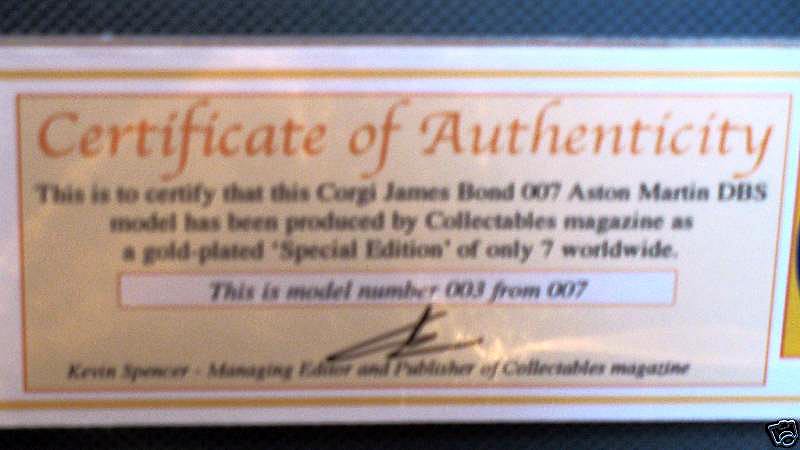 Certificate of Authenticity
This is to certify that this Corgi James Bond 007 Aston Martin DBS
model has been produced by Collectables magazine as
a gold-plated 'Special Edition' of only 7 worldwide.
This is model number 003 from 007
Kevin Spencer - Managing Editor and Publisher of Collectables magazine